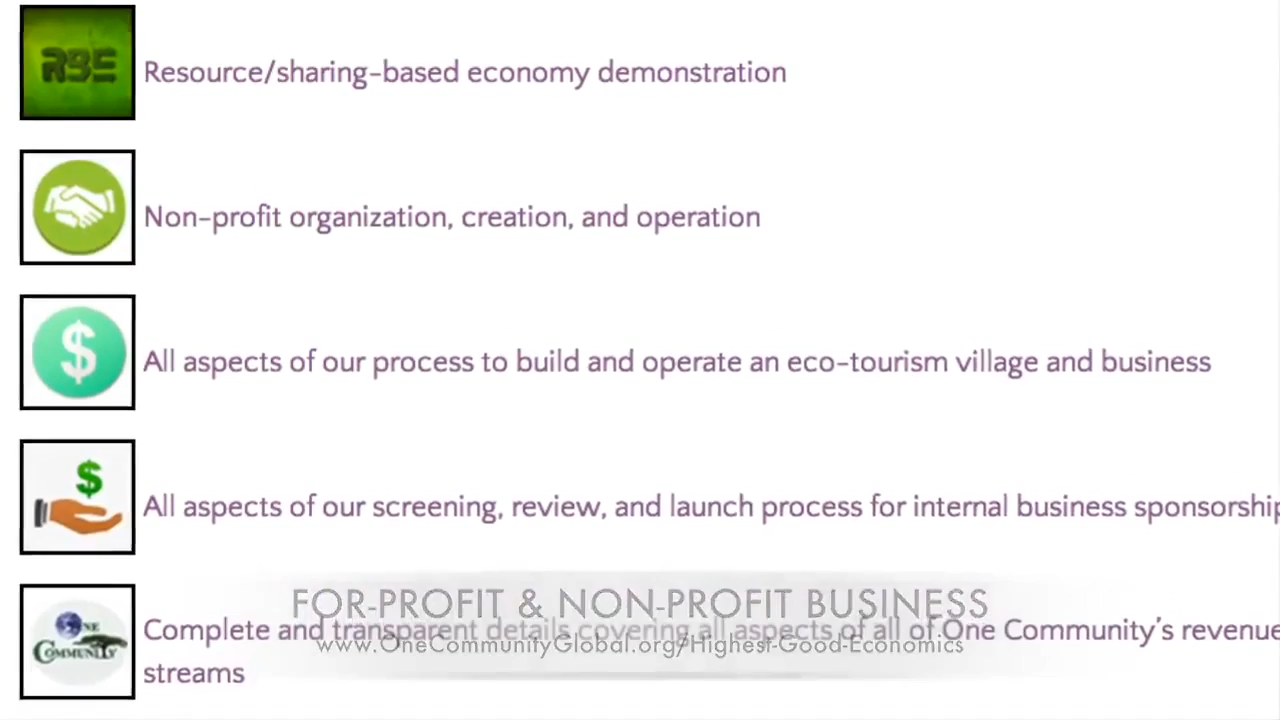 RBE
Resource/sharing-based economy demonstration
Non-profit organization, creation, and operation
$
All aspects of our process to build and operate an eco-tourism village and business
$
All aspects of our screening, review, and launch process for internal business sponsorship
FOR-PROFIT & NON-PROFIT BUSINESS
ONE COMMUNITY
Complete and transparent details covering all aspects of all of One Community's revenue
www.OneCommunityGlobal.org/Highest-Good-Economics
streams